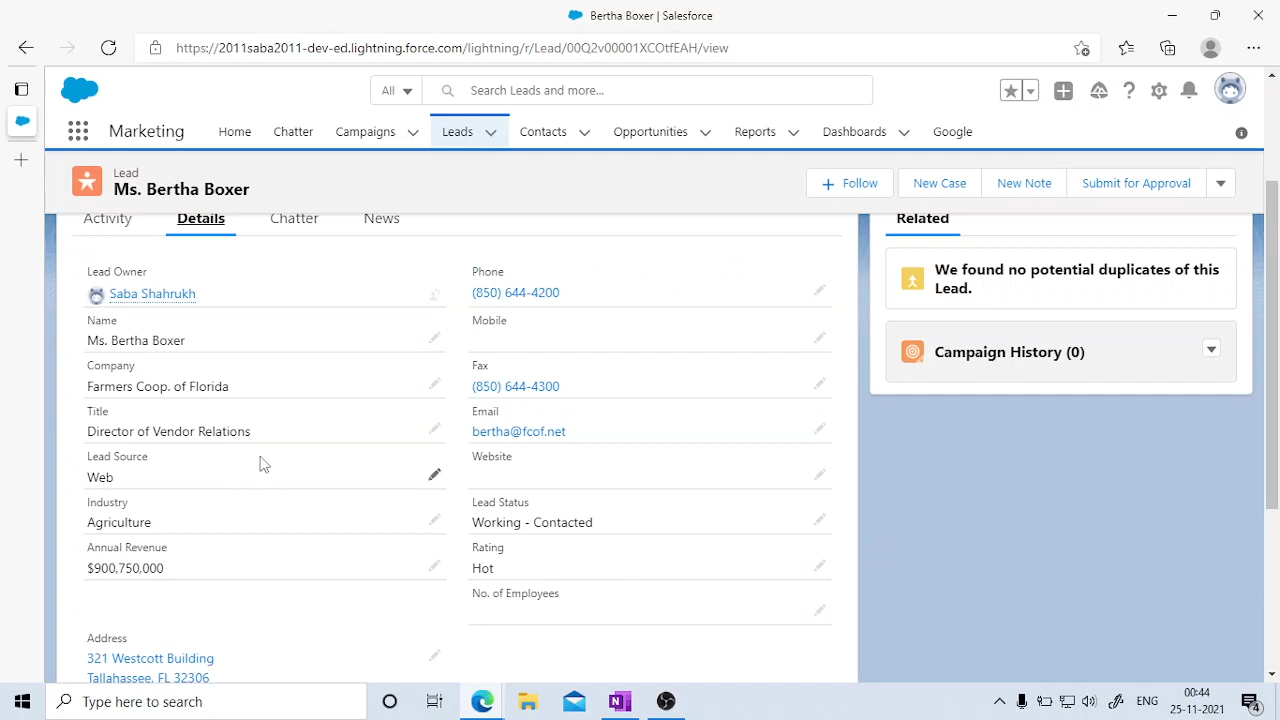 Bertha Boxer | Salesforce
https://2011saba2011-dev-ed.lightning.force.com/lightning/r/Lead/00Q2v00001XCOtfEAH/view
All
Search Leads and more...
Marketing
Home
Chatter
Campaigns
Leads
Contacts
Opportunities
Reports
Dashboards
Google
Lead
Ms. Bertha Boxer
Follow
New Case
New Note
Submit for Approval
Activity
Details
Chatter
News
Related
Lead Owner
Saba Shahrukh
Name
Ms. Bertha Boxer
Company
Farmers Coop. of Florida
Title
Director of Vendor Relations
Lead Source
Web
Industry
Agriculture
Annual Revenue
$900,750,000
Address
321 Westcott Building
Tallahassee, FL 32306
Phone
(850) 644-4200
Mobile
Fax
(850) 644-4300
Email
bertha@fcof.net
Website
Lead Status
Working - Contacted
Rating
Hot
No. of Employees
We found no potential duplicates of this
Lead.
Campaign History (0)
Type here to search
ENG
00:44
25-11-2021
4